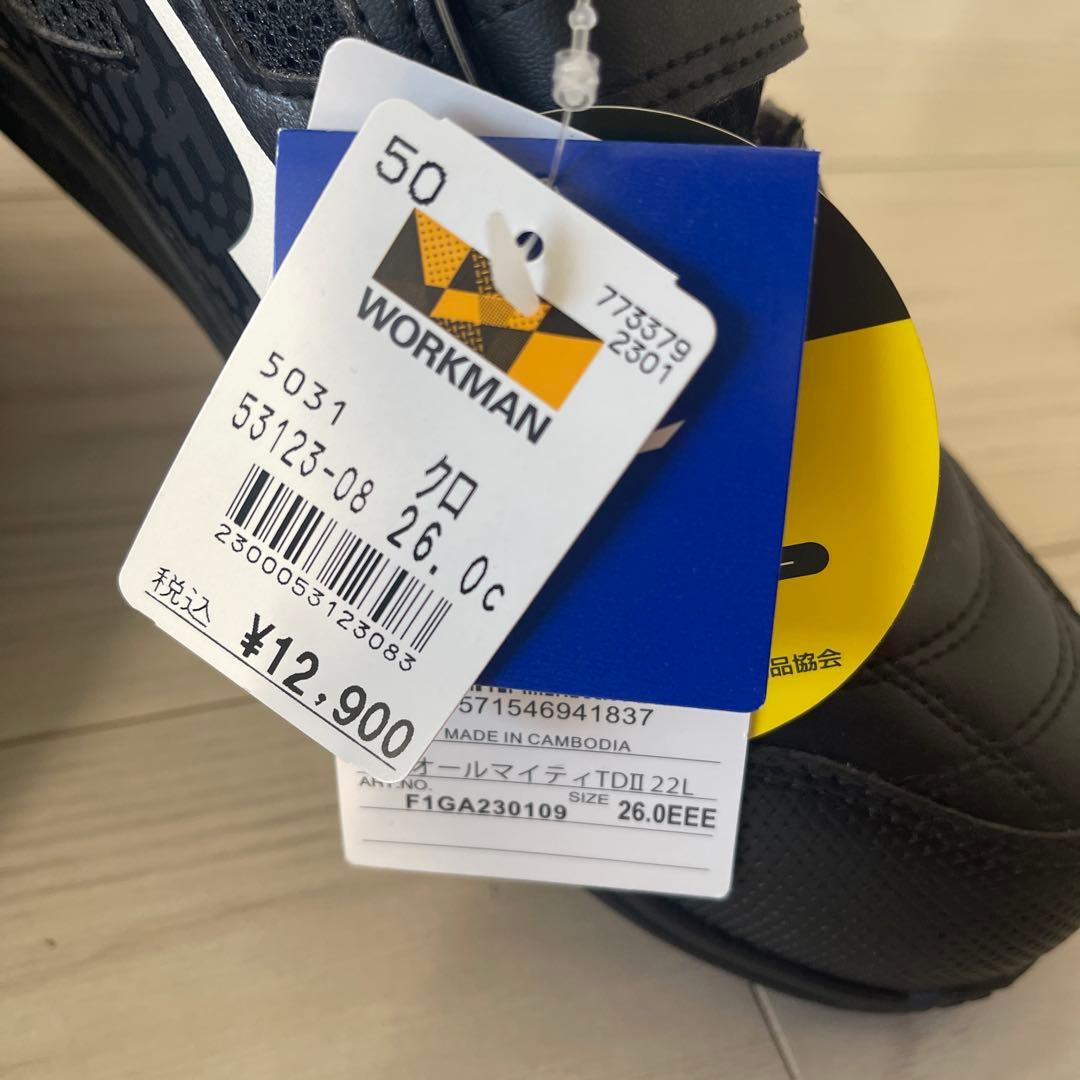 50
WORKMAN
773379
2301
5031
53123-08
クロ
26.0c
2300053123083
税込
¥12,900
品協会
571546941837
MADE IN CAMBODIA
オールマイティTDⅡ 22L
ART.NO. F1GA230109 SIZE 26.0EEE